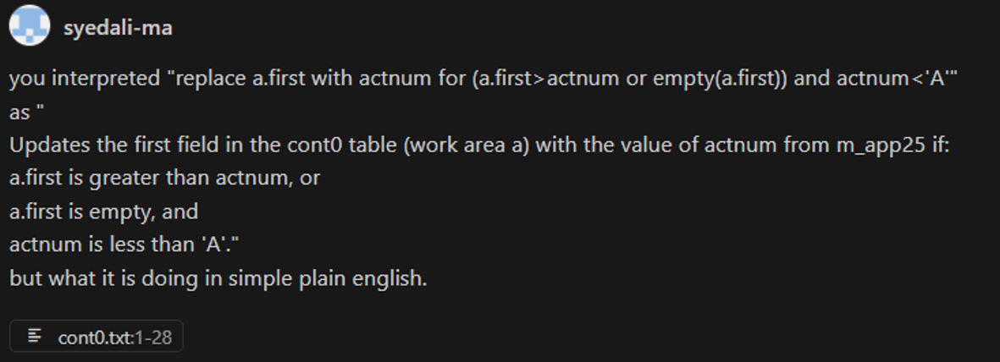 syedali-ma
you interpreted "replace a.first with actnum for (a.first>actnum or empty(a.first)) and actnum<'A'"
as "
Updates the first field in the cont0 table (work area a) with the value of actnum from m_app25 if:
a.first is greater than actnum, or
a.first is empty, and
actnum is less than 'A'."
but what it is doing in simple plain english.
cont0.txt:1-28